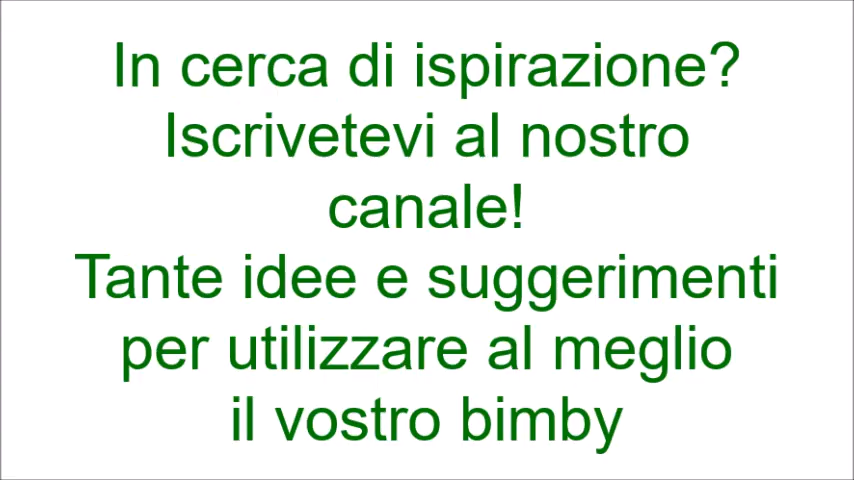 In cerca di ispirazione?
Iscrivetevi al nostro
canale!
Tante idee e suggerimenti
per utilizzare al meglio
il vostro bimby